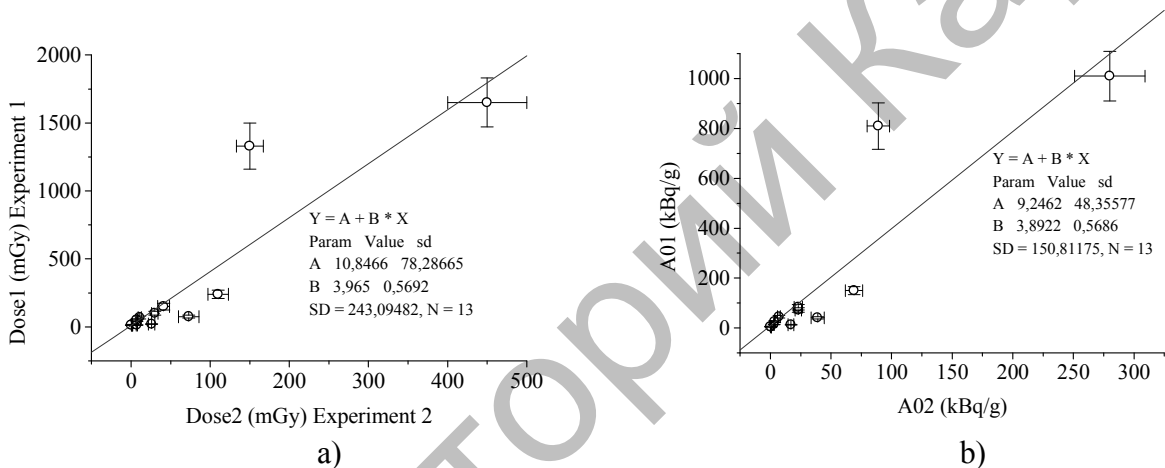 2000
1500
1000
500
0
Dose1 (mGy) Experiment 1
Y = A + B * X
Param Value sd
A 10,8466 78,28665
B 3,965 0,5692
SD = 243,09482, N = 13
0 100 200 300 400 500
Dose2 (mGy) Experiment 2
a)
1000
800
600
400
200
0
A01 (kBq/g)
Y = A + B * X
Param Value sd
A 9,2462 48,35577
B 3,8922 0,5686
SD = 150,81175, N = 13
0 50 100 150 200 250 300
A02 (kBq/g)
b)
торий Ка